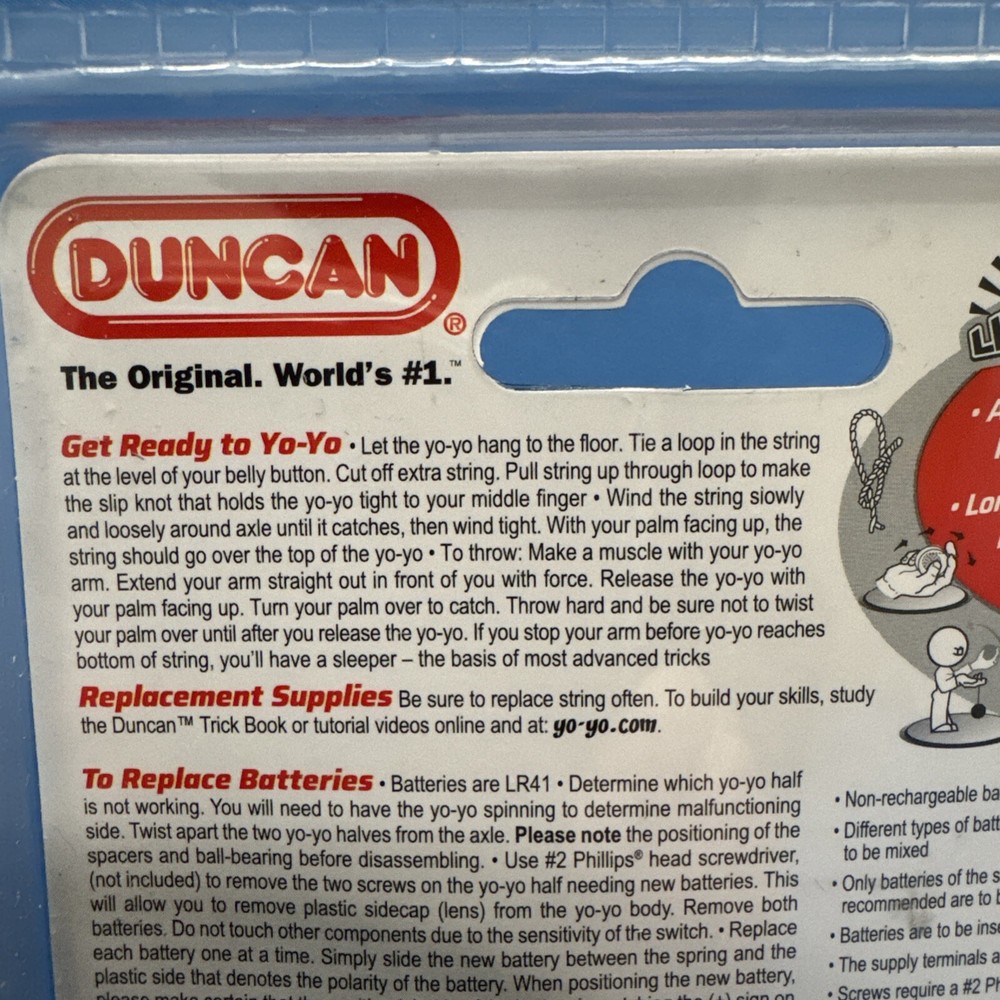 DUNCAN®
The Original. World's #1.™
Get Ready to Yo-Yo • Let the yo-yo hang to the floor. Tie a loop in the string
at the level of your belly button. Cut off extra string. Pull string up through loop to make
the slip knot that holds the yo-yo tight to your middle finger • Wind the string siowly
and loosely around axle until it catches, then wind tight. With your palm facing up, the
string should go over the top of the yo-yo • To throw: Make a muscle with your yo-yo
arm. Extend your arm straight out in front of you with force. Release the yo-yo with
your palm facing up. Turn your palm over to catch. Throw hard and be sure not to twist
your palm over until after you release the yo-yo. If you stop your arm before yo-yo reaches
bottom of string, you'll have a sleeper – the basis of most advanced tricks
Replacement Supplies Be sure to replace string often. To build your skills, study
the Duncan™ Trick Book or tutorial videos online and at: yo-yo.com.
To Replace Batteries • Batteries are LR41 • Determine which yo-yo half
is not working. You will need to have the yo-yo spinning to determine malfunctioning
side. Twist apart the two yo-yo halves from the axle. Please note the positioning of the
spacers and ball-bearing before disassembling. • Use #2 Phillips® head screwdriver,
(not included) to remove the two screws on the yo-yo half needing new batteries. This
will allow you to remove plastic sidecap (lens) from the yo-yo body. Remove both
batteries. Do not touch other components due to the sensitivity of the switch. • Replace
each battery one at a time. Simply slide the new battery between the spring and the
plastic side that denotes the polarity of the battery. When positioning the new battery,
please make certain that the (+) sign on
• A
• Lon
• Non-rechargeable ba
• Different types of batt
to be mixed
• Only batteries of the s
recommended are to b
• Batteries are to be inse
• The supply terminals a
• Screws require a #2 Ph